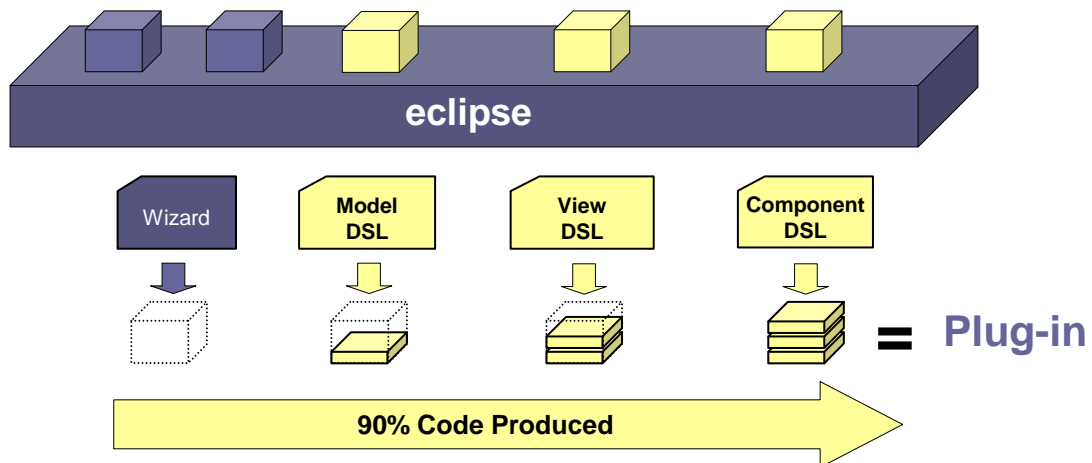 eclipse
Wizard
Model
DSL
View
DSL
Component
DSL
= Plug-in
90% Code Produced